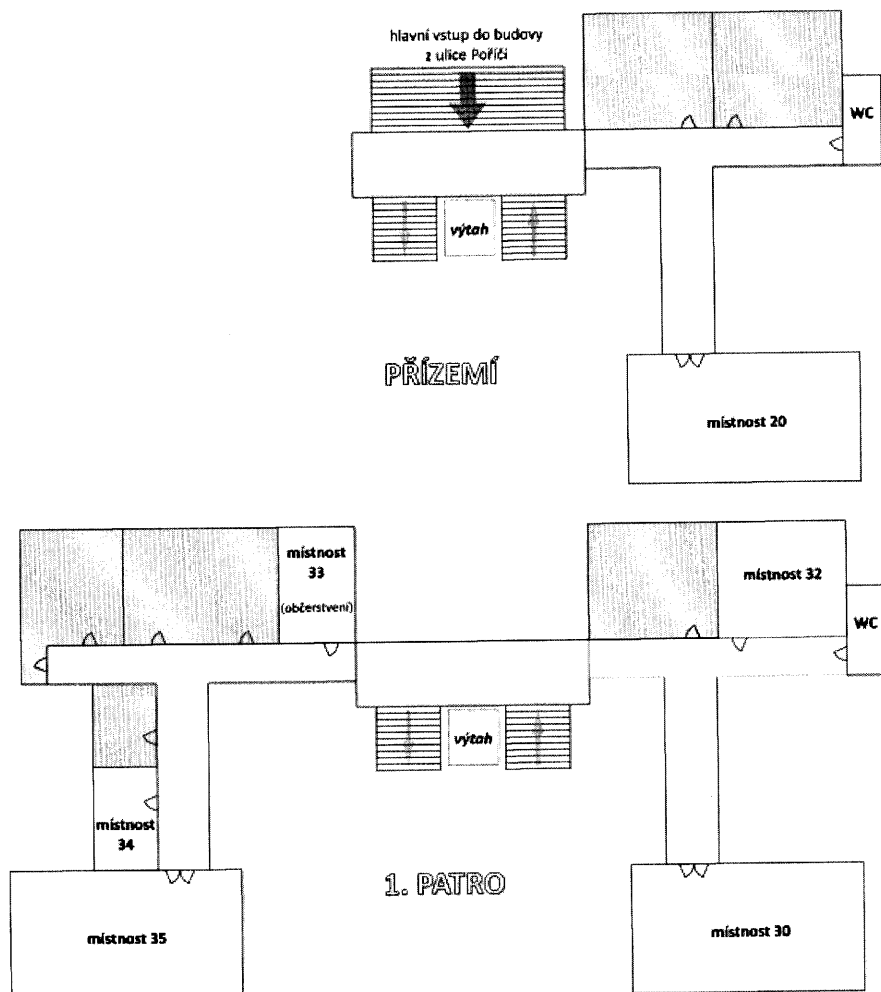 hlavní vstup do budovy
z ulice Poříčí
WC
výtah
PŘÍZEMÍ
místnost 20
místnost
33
(občerstvení)
místnost 32
WC
výtah
místnost
34
1. PATRO
místnost 35
místnost 30